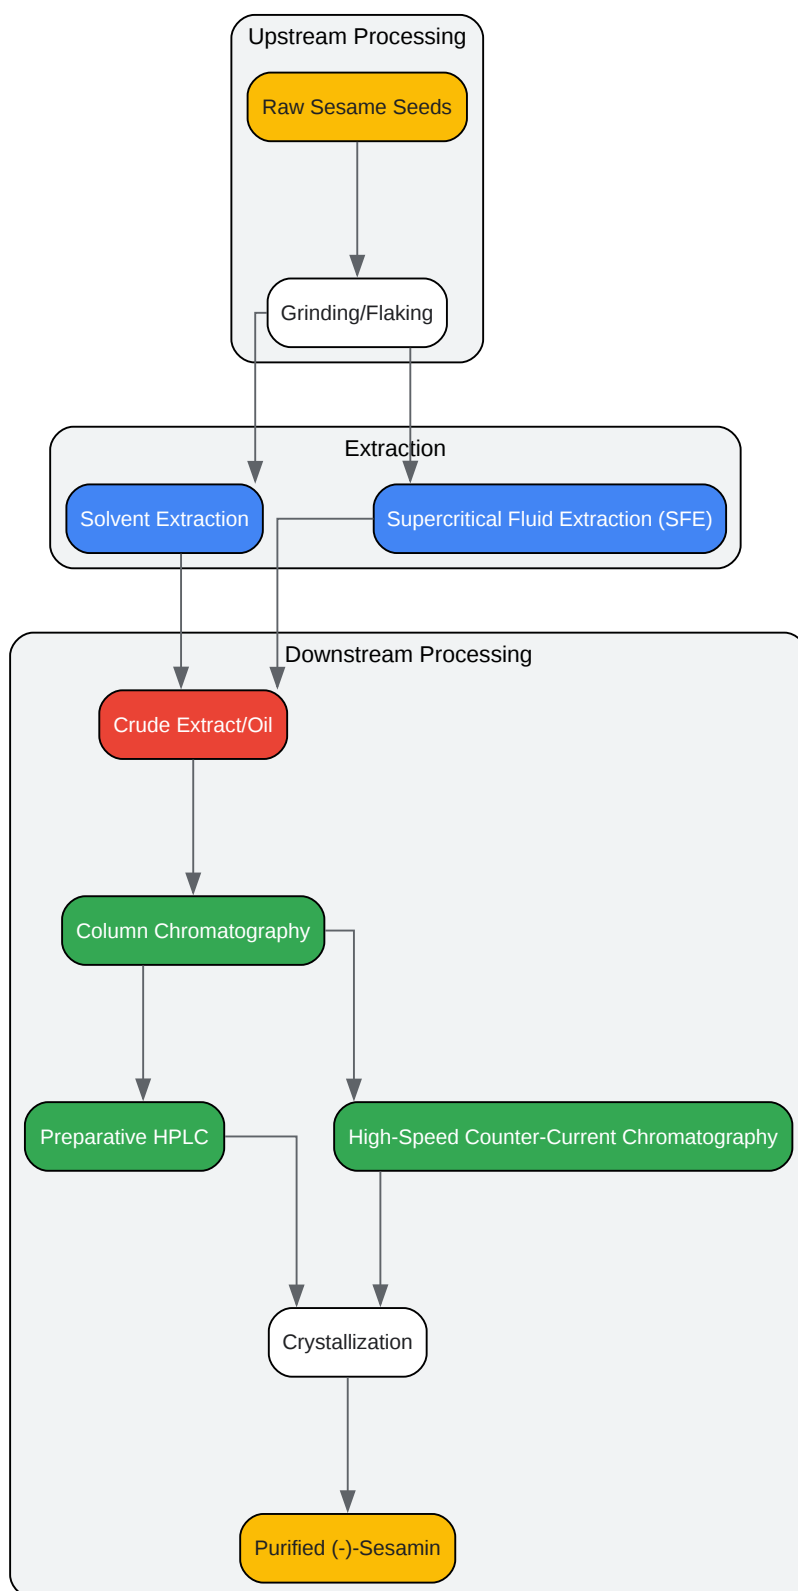 Upstream Processing
Raw Sesame Seeds
Grinding/Flaking
Extraction
Solvent Extraction
Supercritical Fluid Extraction (SFE)
Downstream Processing
Crude Extract/Oil
Column Chromatography
Preparative HPLC
High-Speed Counter-Current Chromatography
Crystallization
Purified (-)-Sesamin